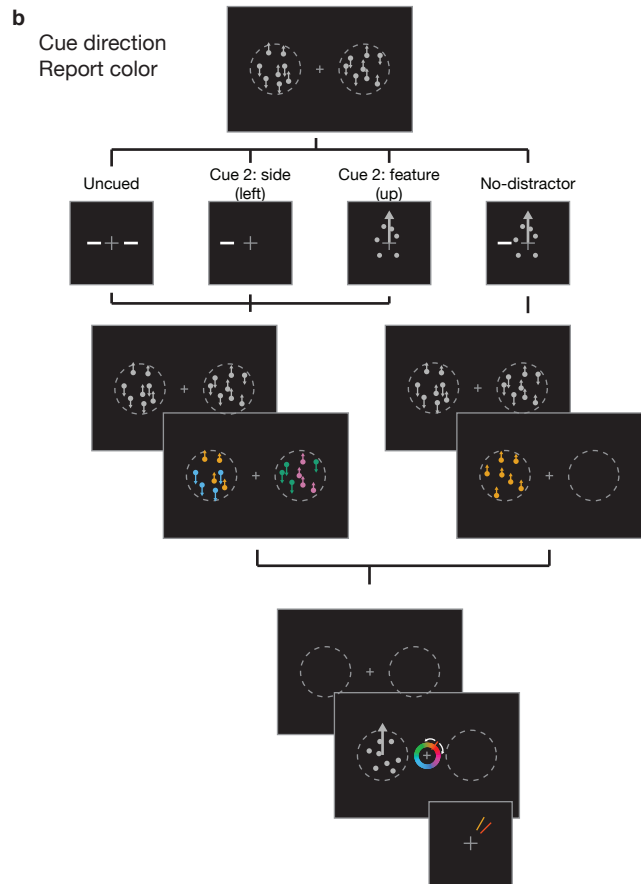 b
Cue direction
Report color
Uncued
Cue 2: side
(left)
Cue 2: feature
(up)
No-distractor